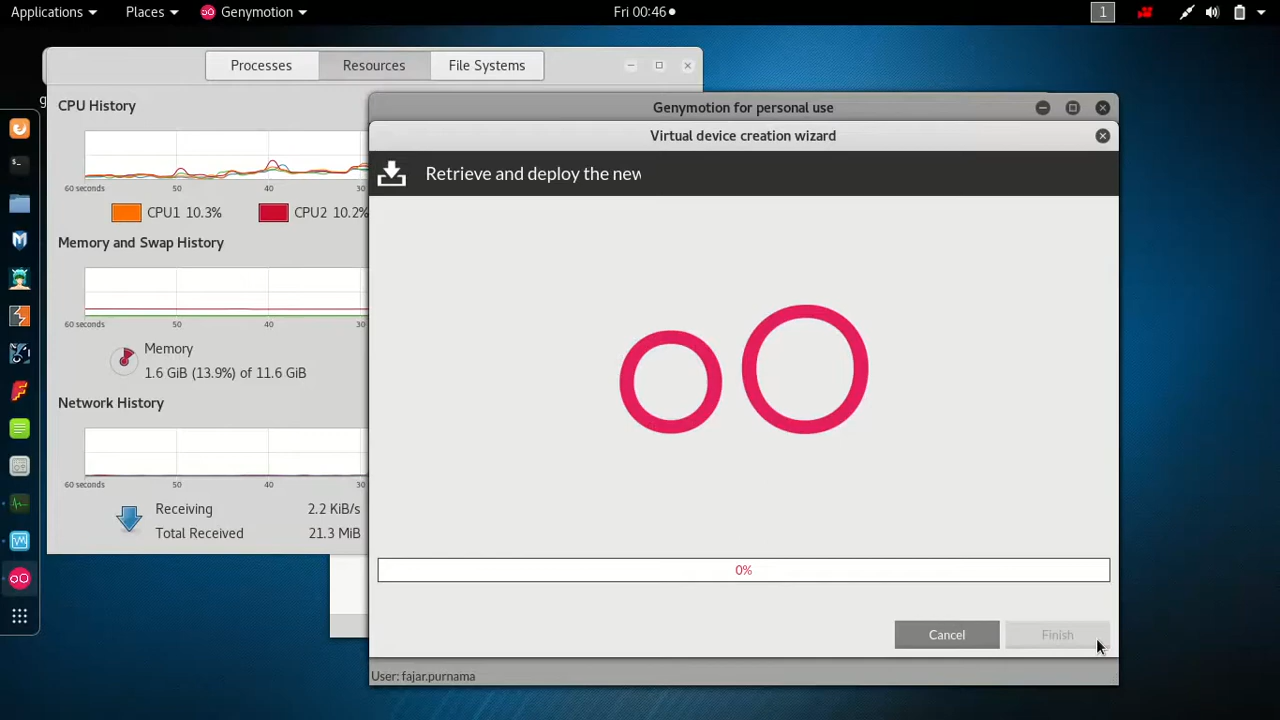 Applications
Places
Genymotion
Fri 00:46
1
Processes
Resources
File Systems
CPU History
60 seconds
50
40
30
CPU1 10.3%
CPU2 10.2%
Memory and Swap History
60 seconds
50
40
30
Memory
1.6 GiB (13.9%) of 11.6 GiB
Network History
60 seconds
50
40
30
Receiving
2.2 KiB/s
Total Received
21.3 MiB
Genymotion for personal use
Virtual device creation wizard
Retrieve and deploy the new
0%
Cancel
Finish
User: fajar.purnama